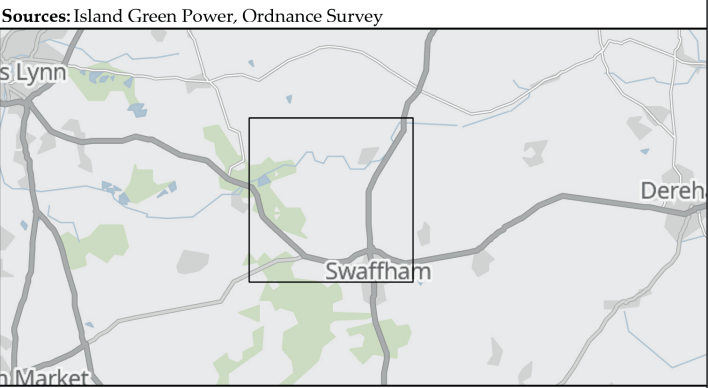 Sources: Island Green Power, Ordnance Survey
s Lynn
Dereh
Swaffham
n Market